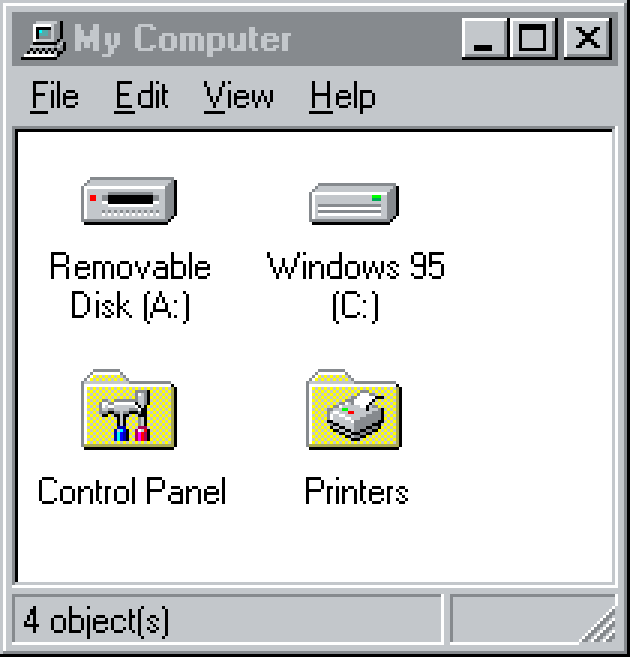 My Computer
File Edit View Help
Removable Disk (A:)
Windows 95 (C:)
Control Panel
Printers
4 object(s)